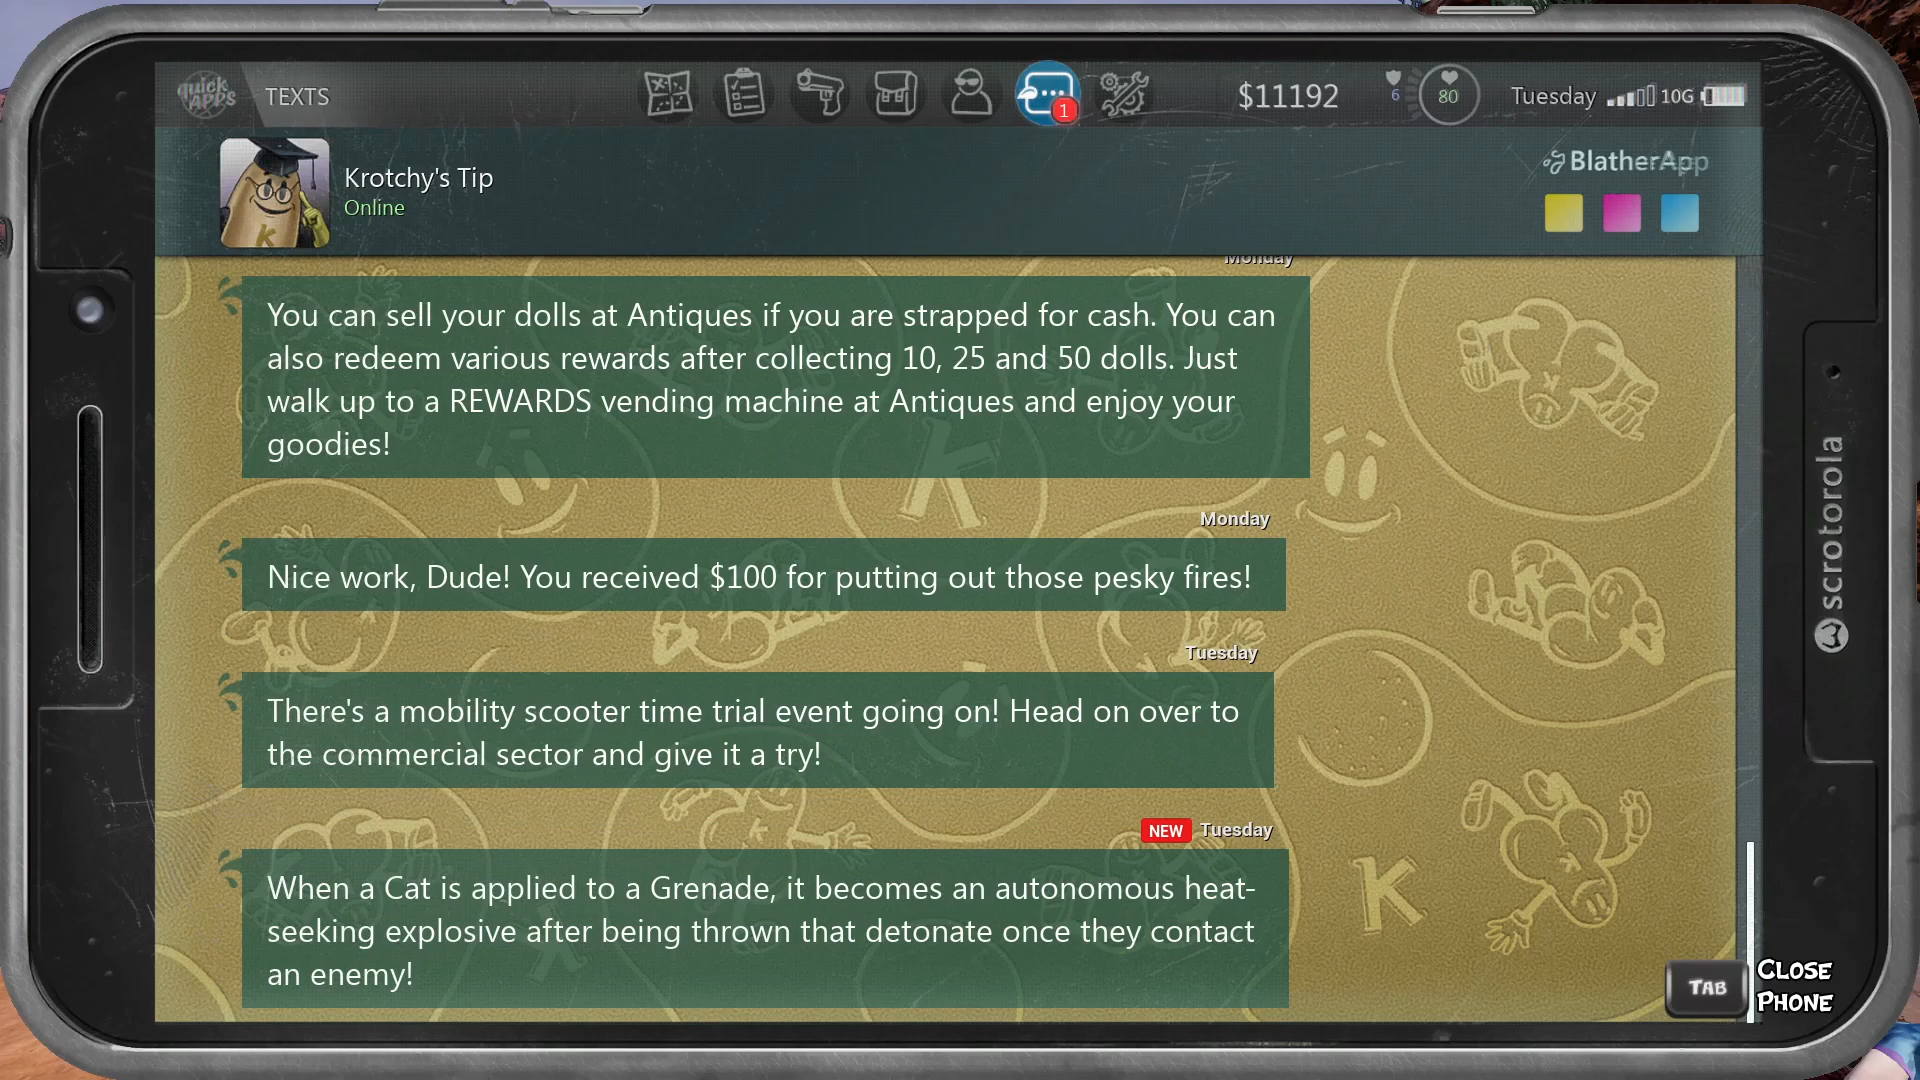 quick
APPS
TEXTS
1
$11192
6
80
Tuesday
10G
Krotchy's Tip
Online
BlatherApp
Monday
You can sell your dolls at Antiques if you are strapped for cash. You can
also redeem various rewards after collecting 10, 25 and 50 dolls. Just
walk up to a REWARDS vending machine at Antiques and enjoy your
goodies!
Monday
Nice work, Dude! You received $100 for putting out those pesky fires!
Tuesday
There's a mobility scooter time trial event going on! Head on over to
the commercial sector and give it a try!
NEW Tuesday
When a Cat is applied to a Grenade, it becomes an autonomous heat-
seeking explosive after being thrown that detonate once they contact
an enemy!
K
K
K
scrotorola
TAB
CLOSE
PHONE